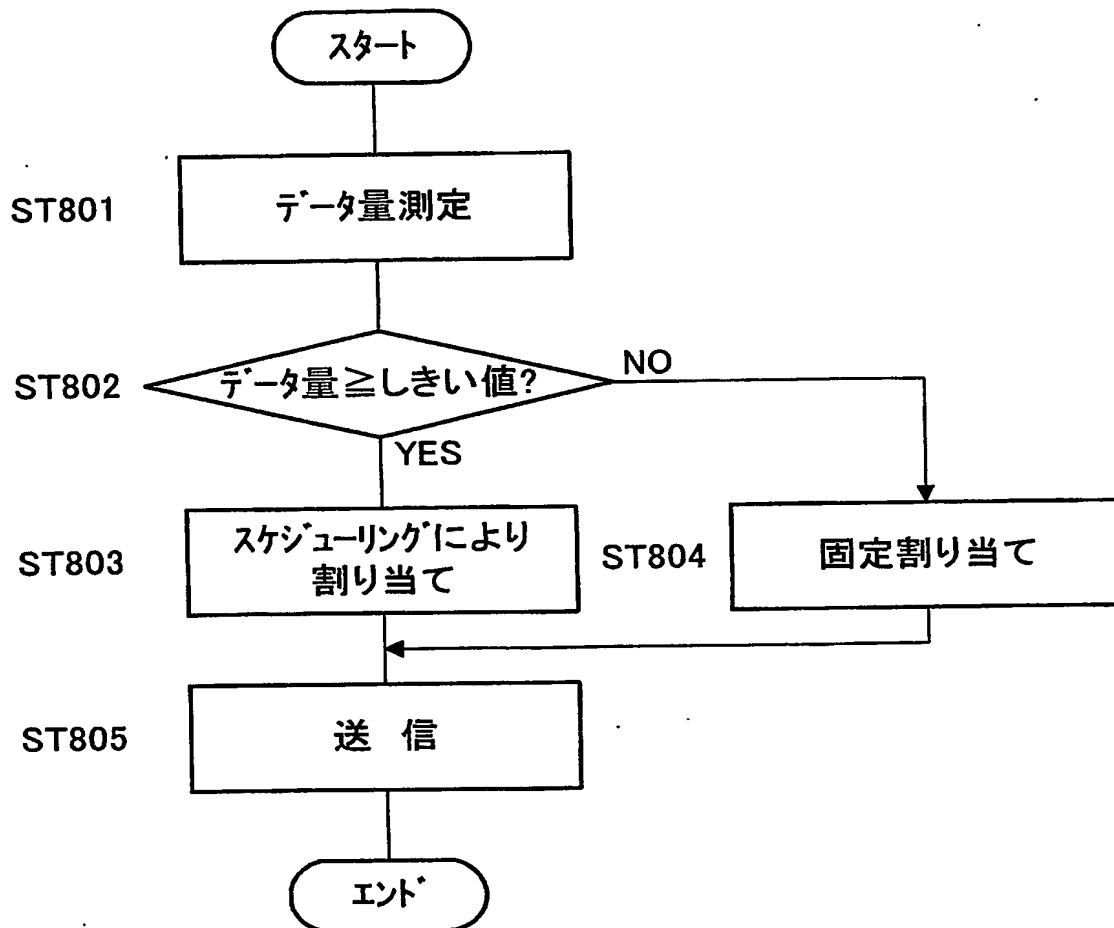 スタート
ST801
データ量測定
ST802
データ量≧しきい値?
NO
YES
ST803
スケジューリングにより
割り当て
ST804
固定割り当て
ST805
送 信
エンド